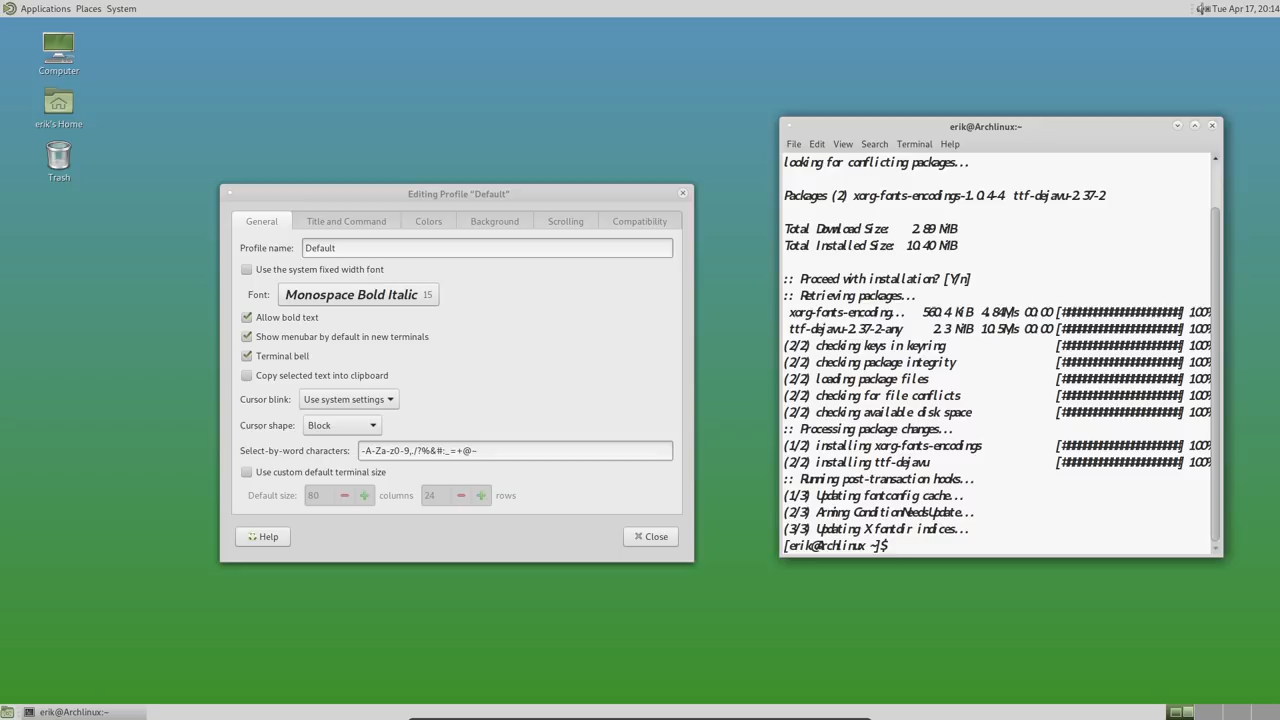 Applications Places System
Tue Apr 17, 20:14
Computer
erik's Home
Trash
Editing Profile "Default"
General Title and Command Colors Background Scrolling Compatibility
Profile name: Default
Use the system fixed width font
Font: Monospace Bold Italic 15
Allow bold text
Show menubar by default in new terminals
Terminal bell
Copy selected text into clipboard
Cursor blink: Use system settings
Cursor shape: Block
Select-by-word characters: -A-Za-z0-9,./?%&#:_=+@~
Use custom default terminal size
Default size: 80 columns 24 rows
Help Close
erik@Archlinux:~
File Edit View Search Terminal Help
looking for conflicting packages...
Packages (2) xorg-fonts-encodings-1.0.4-4 ttf-dejavu-2.37-2
Total Download Size: 2.89 MiB
Total Installed Size: 10.40 MiB
:: Proceed with installation? [Y/n]
:: Retrieving packages...
xorg-fonts-encoding... 560.4 KiB 4.84M/s 00:00 [######################] 100%
ttf-dejavu-2.37-2-any 2.3 MiB 10.5M/s 00:00 [######################] 100%
(2/2) checking keys in keyring [######################] 100%
(2/2) checking package integrity [######################] 100%
(2/2) loading package files [######################] 100%
(2/2) checking for file conflicts [######################] 100%
(2/2) checking available disk space [######################] 100%
:: Processing package changes...
(1/2) installing xorg-fonts-encodings [######################] 100%
(2/2) installing ttf-dejavu [######################] 100%
:: Running post-transaction hooks...
(1/3) Updating fontconfig cache...
(2/3) Arming ConditionNeedsUpdate...
(3/3) Updating X fontdir indices...
[erik@Archlinux ~]$
erik@Archlinux:~